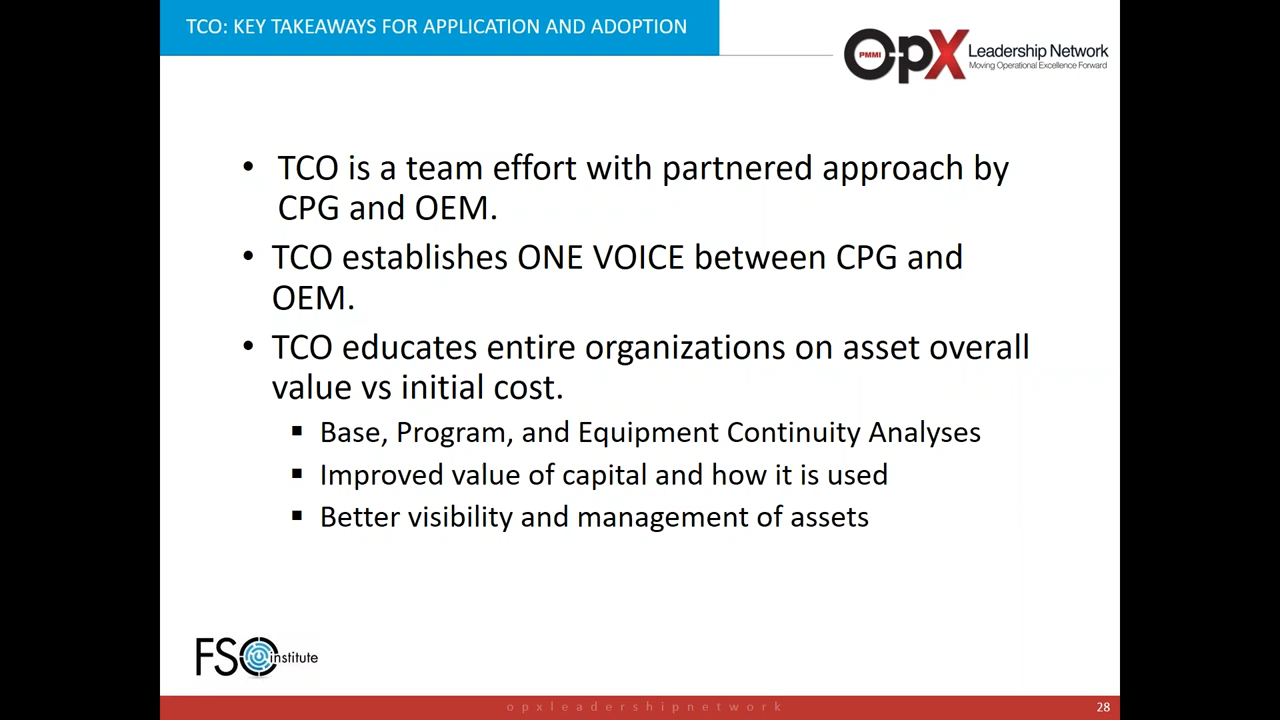 TCO: KEY TAKEAWAYS FOR APPLICATION AND ADOPTION
OpX
PMMI
Leadership Network
Moving Operational Excellence Forward
• TCO is a team effort with partnered approach by
CPG and OEM.
• TCO establishes ONE VOICE between CPG and
OEM.
• TCO educates entire organizations on asset overall
value vs initial cost.
▪ Base, Program, and Equipment Continuity Analyses
▪ Improved value of capital and how it is used
▪ Better visibility and management of assets
FSO institute
opxleadershipnetwork
28